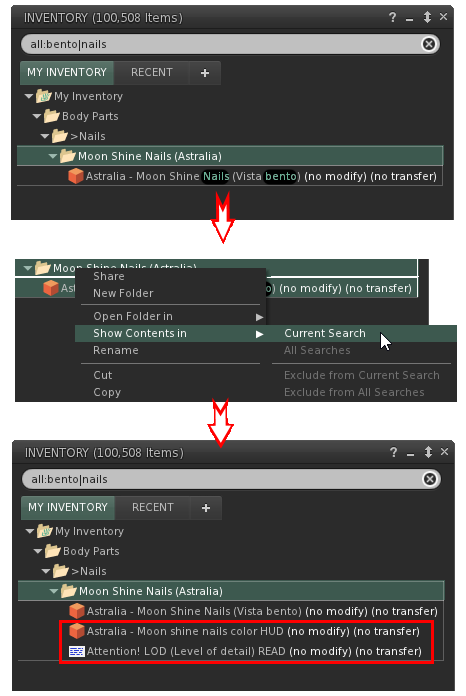 INVENTORY (100,508 Items) ?
all:bento|nails
MY INVENTORY RECENT +
My Inventory
Body Parts
>Nails
Moon Shine Nails (Astralia)
Astralia - Moon Shine Nails (Vista bento) (no modify) (no transfer)
Moon Shine Nails (Astralia)
Ast o) (no modify) (no transfer)
Share
New Folder
Open Folder in
Show Contents in
Rename
Cut
Copy
Current Search
All Searches
Exclude from Current Search
Exclude from All Searches
INVENTORY (100,508 Items) ?
all:bento|nails
MY INVENTORY RECENT +
My Inventory
Body Parts
>Nails
Moon Shine Nails (Astralia)
Astralia - Moon Shine Nails (Vista bento) (no modify) (no transfer)
Astralia - Moon shine nails color HUD (no modify) (no transfer)
Attention! LOD (Level of detail) READ (no modify) (no transfer)